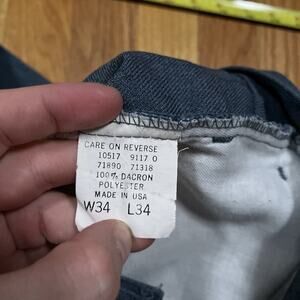 CARE ON REVERSE
10517 9117 0
71890 71318
100% DACRON
POLYESTER
MADE IN USA
W34 L34